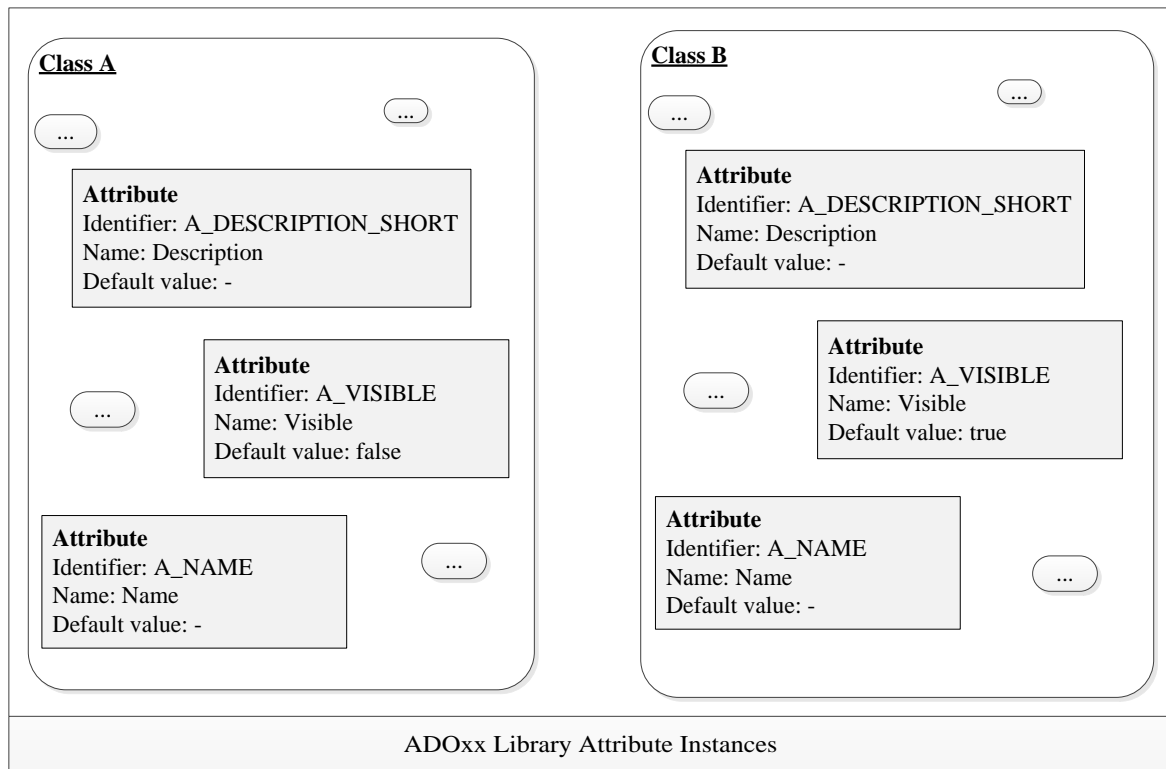 Class A
...
...
Attribute
Identifier: A_DESCRIPTION_SHORT
Name: Description
Default value: -
Attribute
Identifier: A_VISIBLE
Name: Visible
Default value: false
...
Attribute
Identifier: A_NAME
Name: Name
Default value: -
...
Class B
...
...
Attribute
Identifier: A_DESCRIPTION_SHORT
Name: Description
Default value: -
Attribute
Identifier: A_VISIBLE
Name: Visible
Default value: true
...
Attribute
Identifier: A_NAME
Name: Name
Default value: -
...
ADOxx Library Attribute Instances